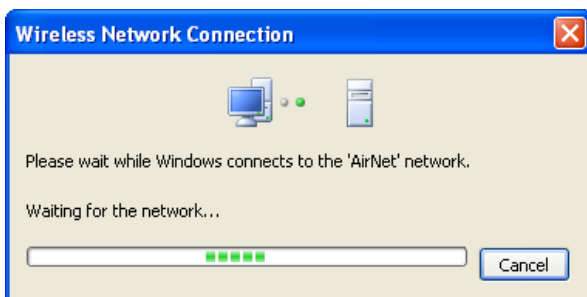 Wireless Network Connection
Please wait while Windows connects to the 'AirNet' network.
Waiting for the network...
Cancel